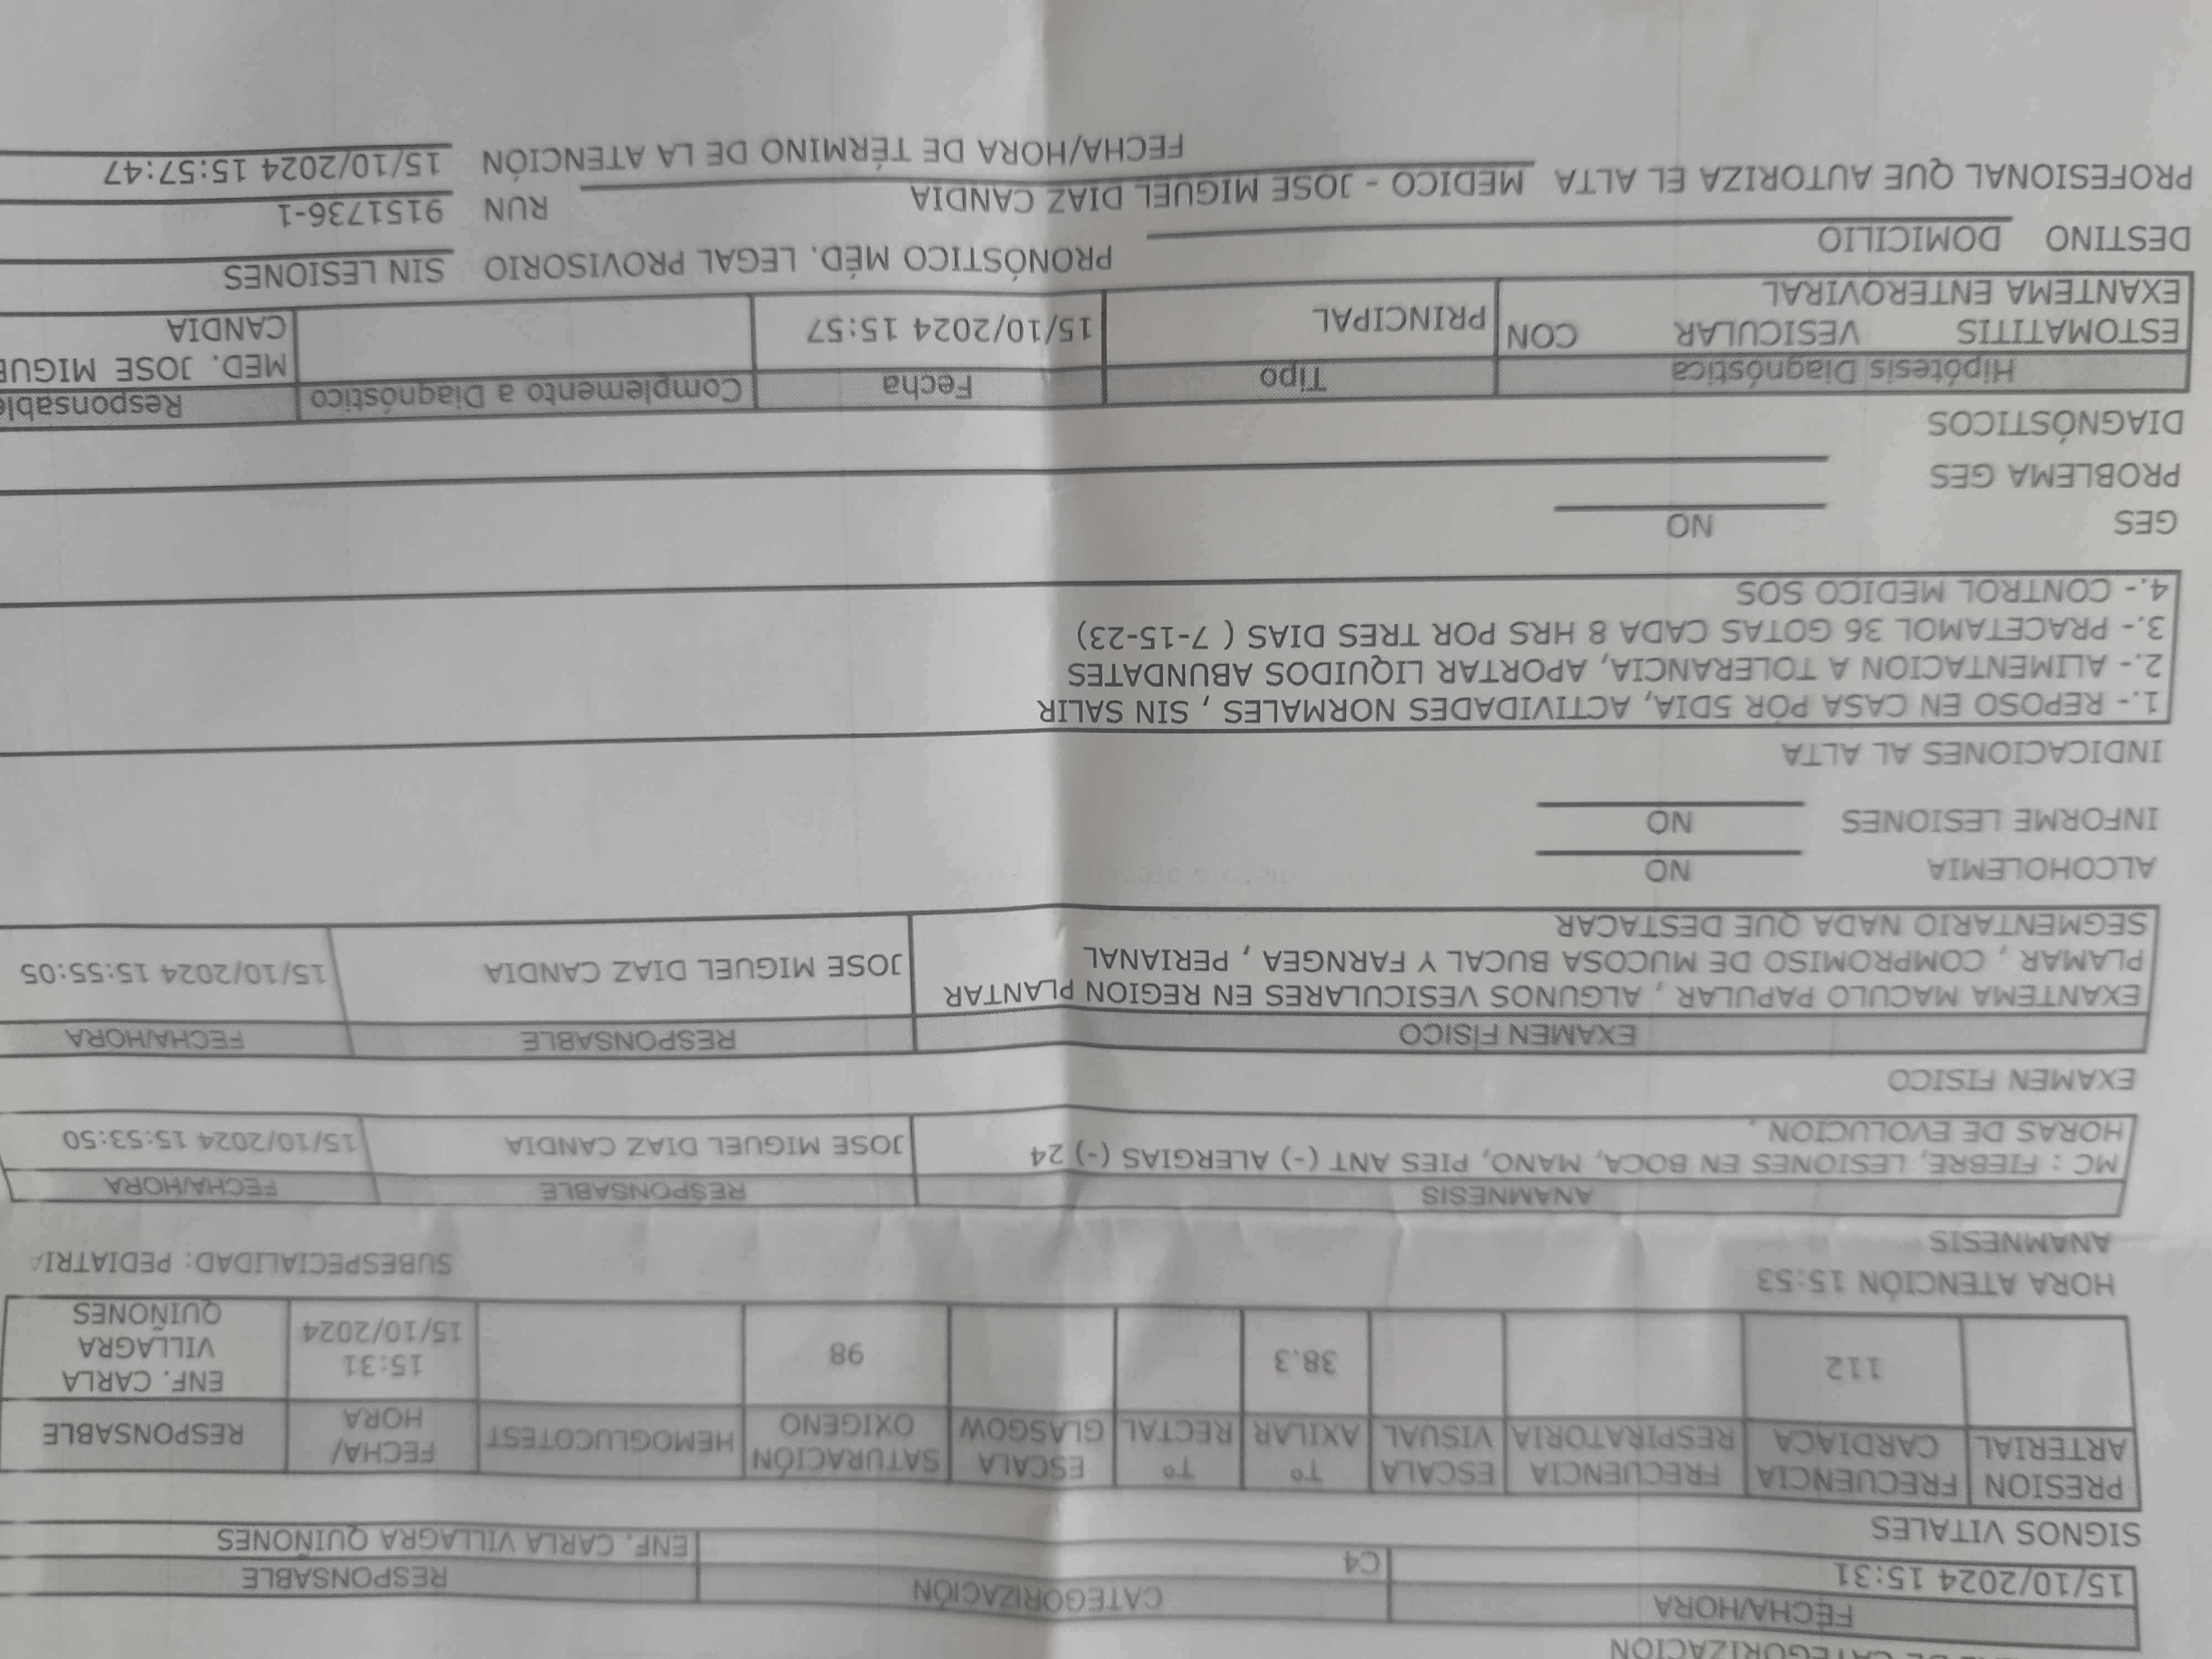 DE CATEGORIZACION
FECHA/HORA CATEGORIZACIÓN RESPONSABLE
15/10/2024 15:31 C4 ENF. CARLA VILLAGRA QUIÑONES
SIGNOS VITALES
PRESION ARTERIAL FRECUENCIA CARDIACA FRECUENCIA RESPIRATORIA ESCALA VISUAL Tº AXILAR Tº RECTAL ESCALA GLASGOW SATURACIÓN OXIGENO HEMOGLUCOTEST FECHA/ HORA RESPONSABLE
112 38.3 98 15:31 15/10/2024 ENF. CARLA VILLAGRA QUIÑONES
HORA ATENCIÓN 15:53 SUBESPECIALIDAD: PEDIATRIA
ANAMNESIS
ANAMNESIS RESPONSABLE FECHA/HORA
MC : FIEBRE, LESIONES EN BOCA, MANO, PIES ANT (-) ALERGIAS (-) 24
HORAS DE EVOLUCION , JOSE MIGUEL DIAZ CANDIA 15/10/2024 15:53:50
EXAMEN FISICO
EXAMEN FÍSICO RESPONSABLE FECHA/HORA
EXANTEMA MACULO PAPULAR , ALGUNOS VESICULARES EN REGION PLANTAR
PLAMAR , COMPROMISO DE MUCOSA BUCAL Y FARNGEA , PERIANAL JOSE MIGUEL DIAZ CANDIA 15/10/2024 15:55:05
SEGMENTARIO NADA QUE DESTACAR
ALCOHOLEMIA NO
INFORME LESIONES NO
INDICACIONES AL ALTA
1.- REPOSO EN CASA POR 5DIA, ACTIVIDADES NORMALES , SIN SALIR
2.- ALIMENTACION A TOLERANCIA, APORTAR LIQUIDOS ABUNDATES
3.- PRACETAMOL 36 GOTAS CADA 8 HRS POR TRES DIAS ( 7-15-23)
4.- CONTROL MEDICO SOS
GES NO
PROBLEMA GES
DIAGNÓSTICOS
Hipótesis Diagnóstica Tipo Fecha Complemento a Diagnóstico Responsable
ESTOMATITIS VESICULAR CON PRINCIPAL 15/10/2024 15:57 MED. JOSE MIGUE
EXANTEMA ENTEROVIRAL CANDIA
DESTINO DOMICILIO PRONÓSTICO MÉD. LEGAL PROVISORIO SIN LESIONES
PROFESIONAL QUE AUTORIZA EL ALTA MEDICO - JOSE MIGUEL DIAZ CANDIA RUN 9151736-1
FECHA/HORA DE TÉRMINO DE LA ATENCIÓN 15/10/2024 15:57:47